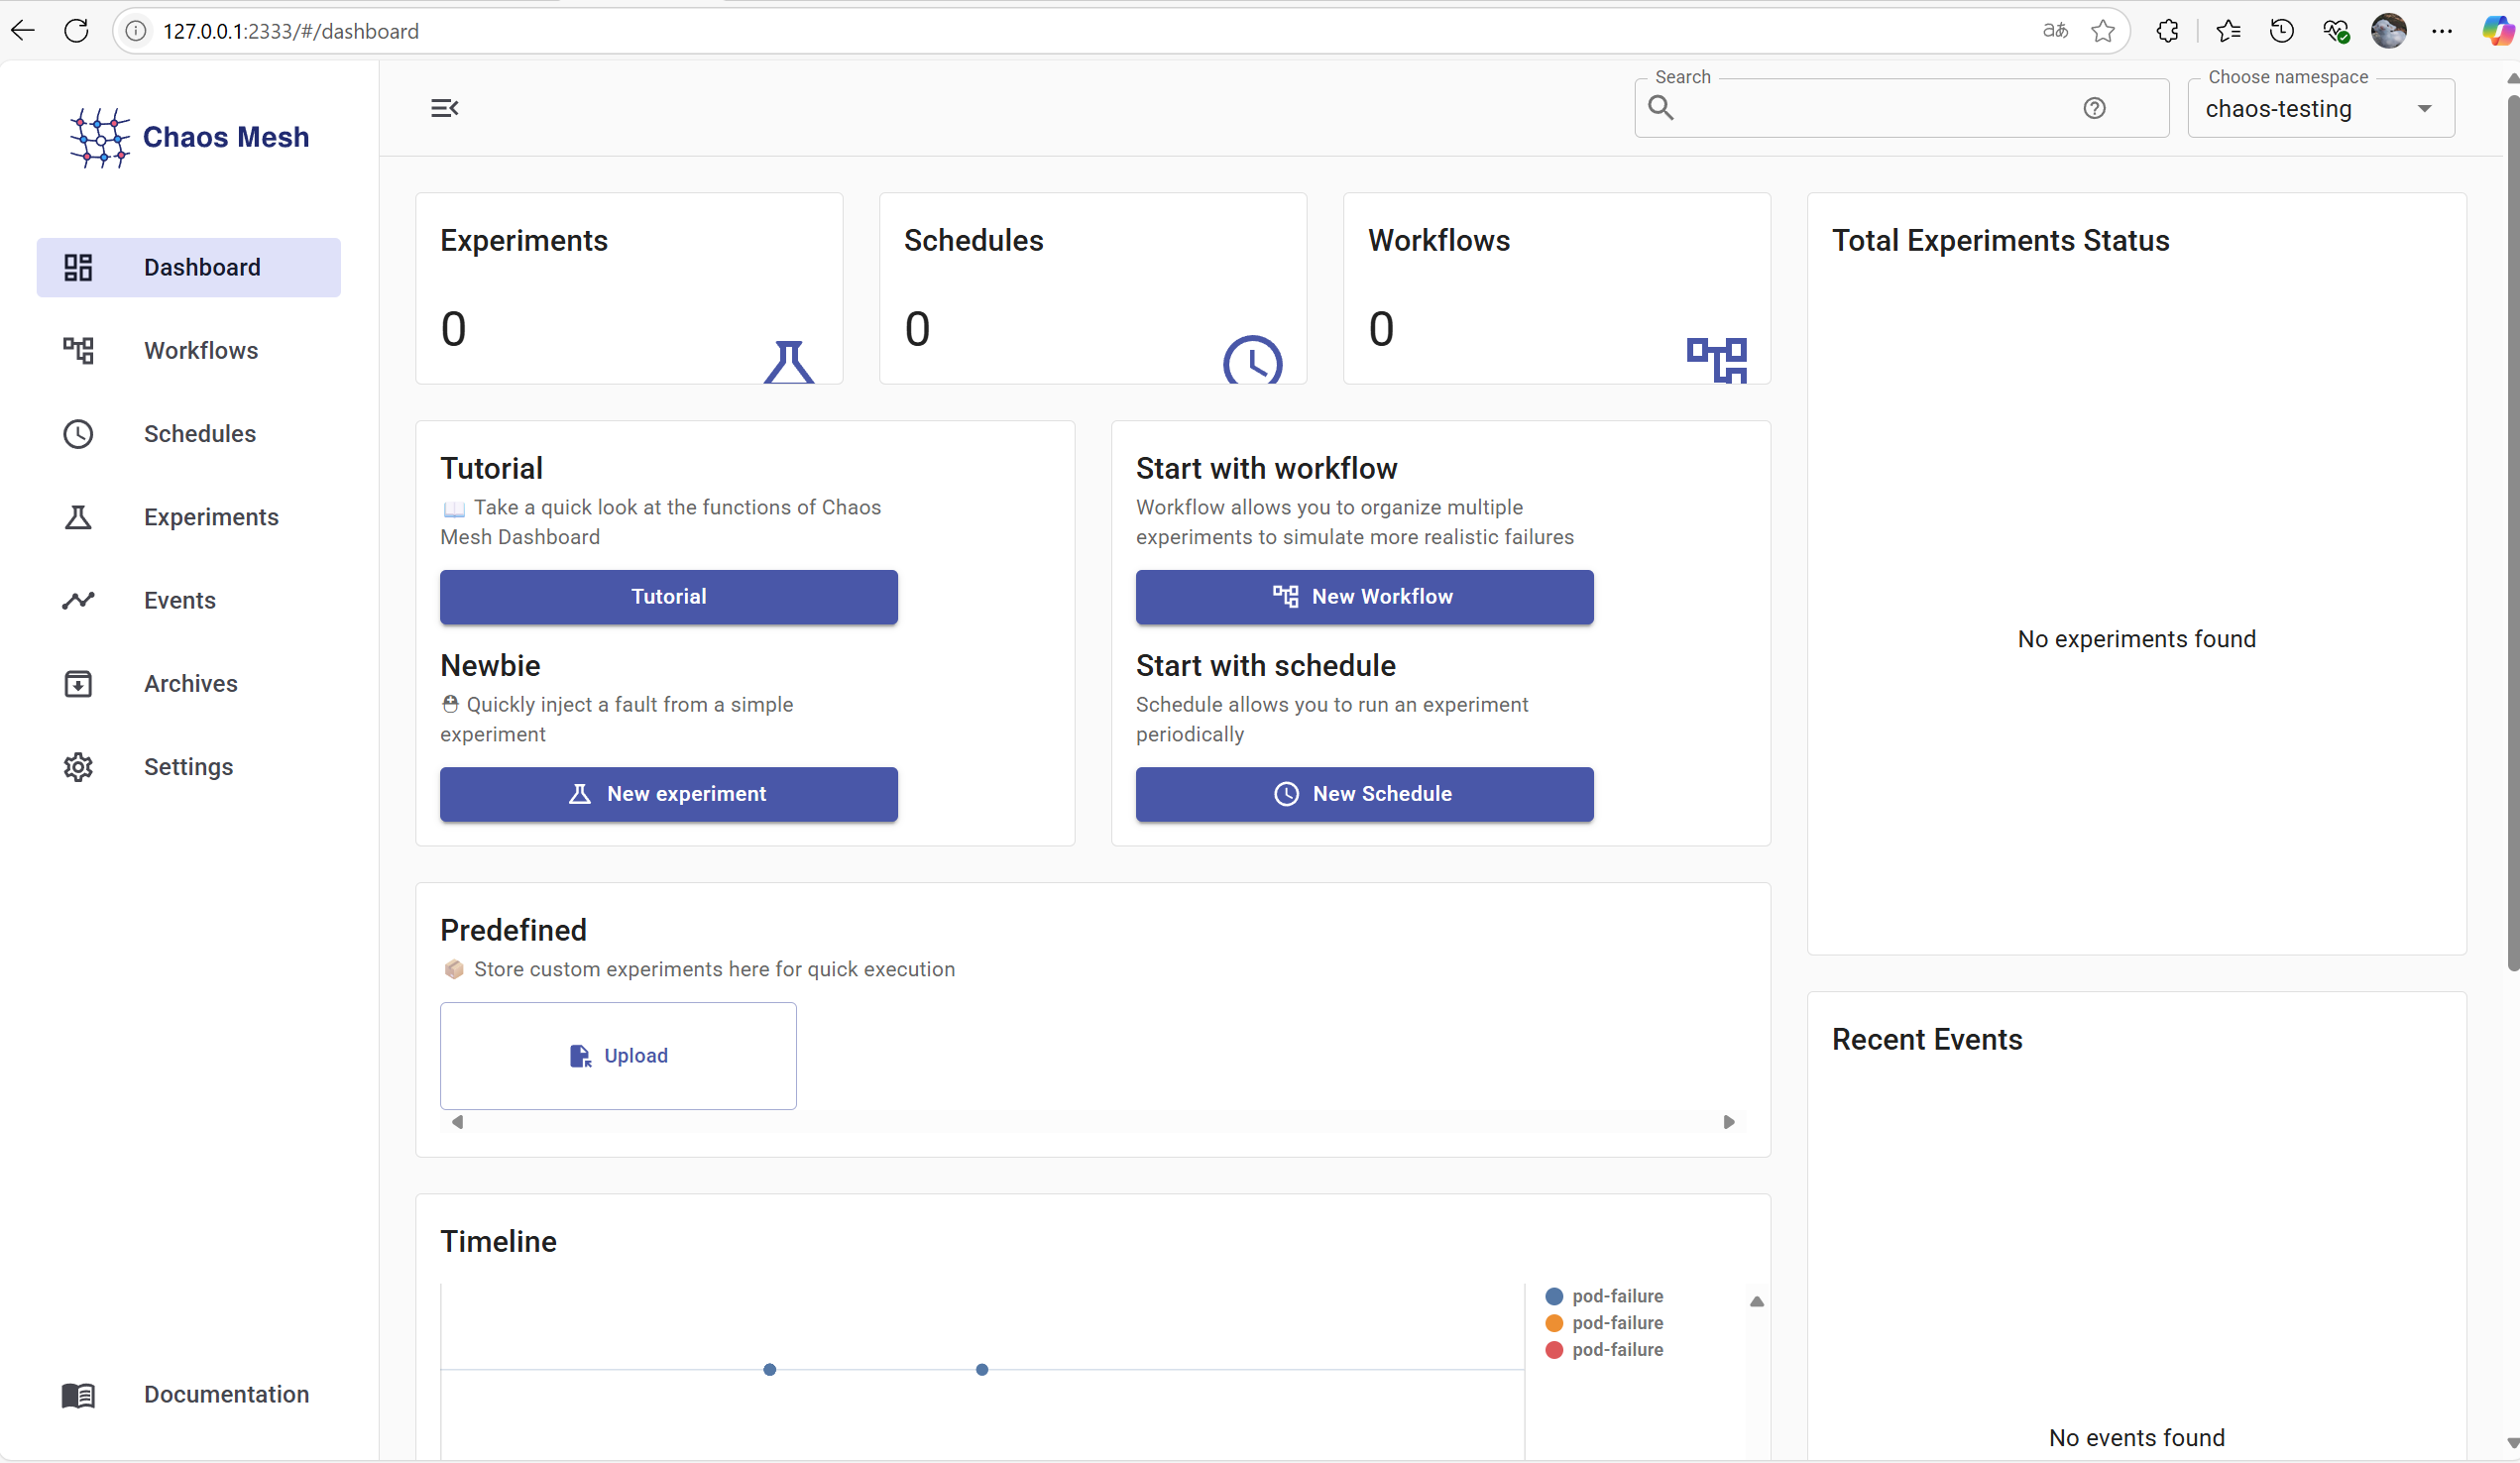 127.0.0.1:2333/#/dashboard
aあ
Chaos Mesh
Dashboard
Workflows
Schedules
Experiments
Events
Archives
Settings
Documentation
Search
Choose namespace
chaos-testing
Experiments
0
Schedules
0
Workflows
0
Tutorial
Take a quick look at the functions of Chaos
Mesh Dashboard
Tutorial
Newbie
Quickly inject a fault from a simple
experiment
New experiment
Start with workflow
Workflow allows you to organize multiple
experiments to simulate more realistic failures
New Workflow
Start with schedule
Schedule allows you to run an experiment
periodically
New Schedule
Predefined
Store custom experiments here for quick execution
Upload
Timeline
pod-failure
pod-failure
pod-failure
Total Experiments Status
No experiments found
Recent Events
No events found